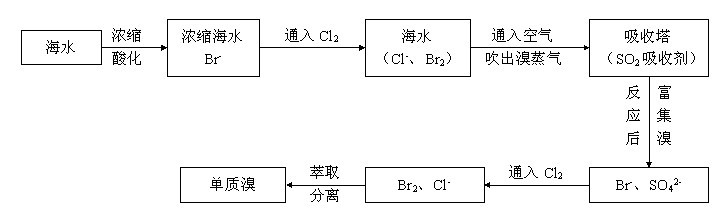 海水
浓缩
酸化
浓缩海水
Br-
通入 Cl2
海水
（Cl-、Br2）
通入空气
吹出溴蒸气
吸收塔
（SO2吸收剂）
反应后
富集溴
Br-、SO42-
通入 Cl2
Br2、Cl-
萃取
分离
单质溴